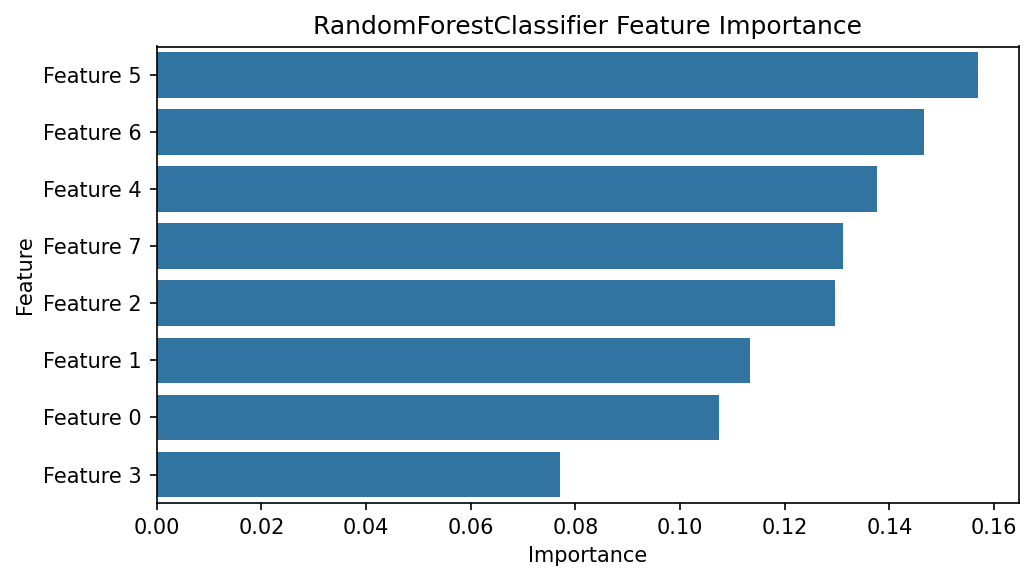 RandomForestClassifier Feature Importance
Feature
Feature 5
Feature 6
Feature 4
Feature 7
Feature 2
Feature 1
Feature 0
Feature 3
0.00 0.02 0.04 0.06 0.08 0.10 0.12 0.14 0.16
Importance